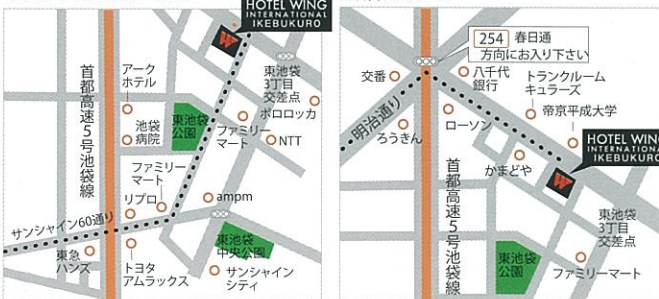 HOTEL WING
INTERNATIONAL
IKEBUKURO
首都高速5号池袋線
アーク
ホテル
池袋
病院
東池袋
公園
東池袋
3丁目
交差点
ポロロッカ
ファミリー
マート
NTT
ファミリー
マート
リブロ
ampm
サンシャイン60通り
東急
ハンズ
トヨタ
アムラックス
東池袋
中央公園
サンシャイン
シティ
254 春日通
方向にお入り下さい
交番
八千代
銀行
トランクルーム
キュラーズ
帝京平成大学
明治通り
ろうきん
ローソン
かまどや
HOTEL WING
INTERNATIONAL
IKEBUKURO
首都高速5号池袋線
東池袋
3丁目
交差点
東池袋
公園
ファミリーマート